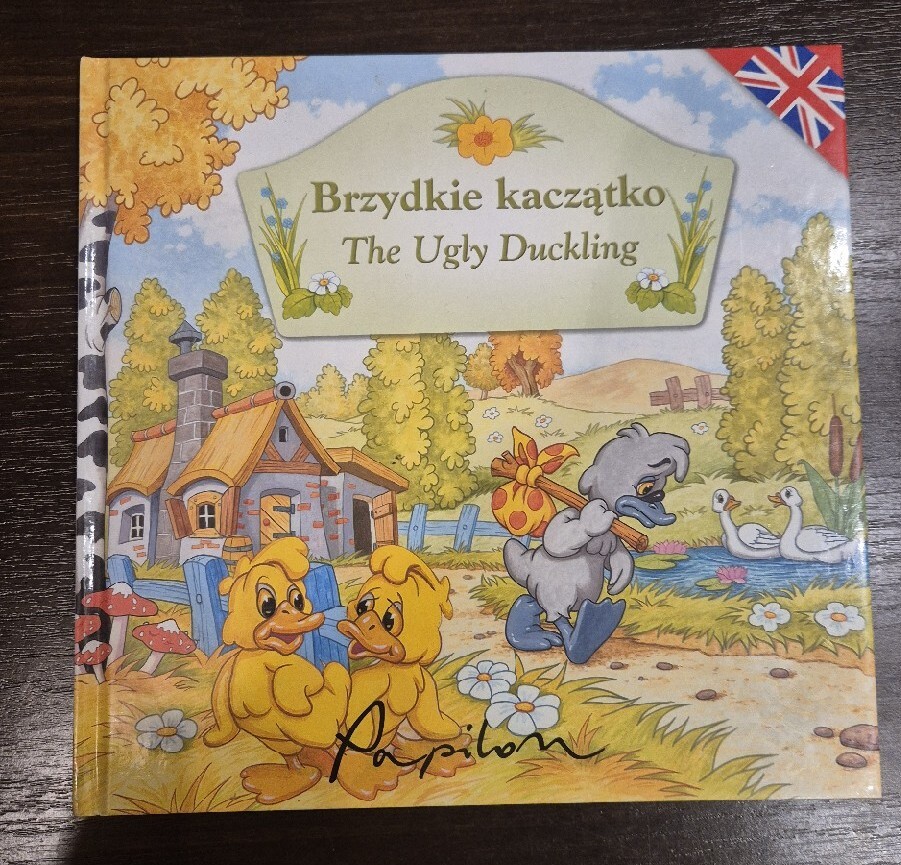 Brzydkie kaczątko
The Ugly Duckling
Papilon